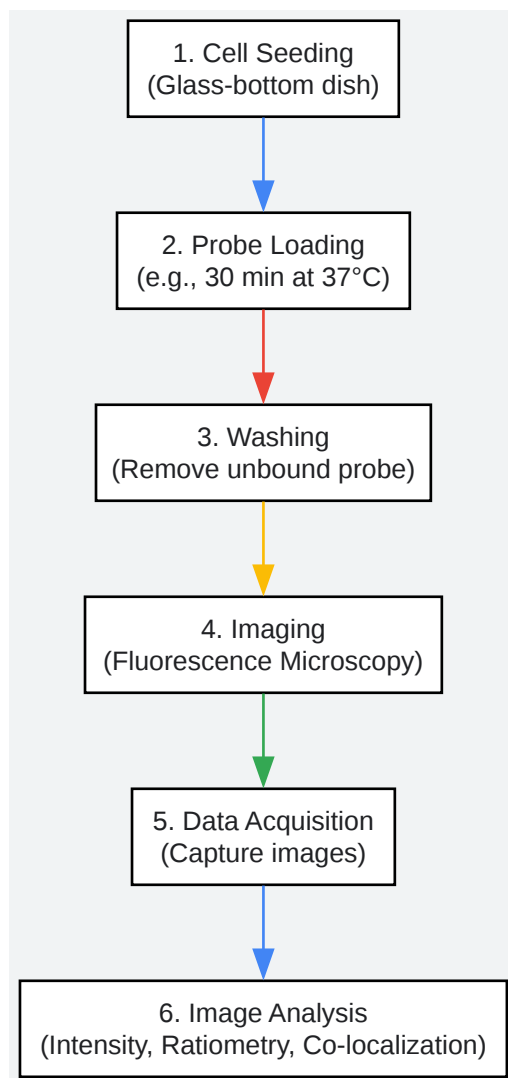 1. Cell Seeding
(Glass-bottom dish)
2. Probe Loading
(e.g., 30 min at 37°C)
3. Washing
(Remove unbound probe)
4. Imaging
(Fluorescence Microscopy)
5. Data Acquisition
(Capture images)
6. Image Analysis
(Intensity, Ratiometry, Co-localization)